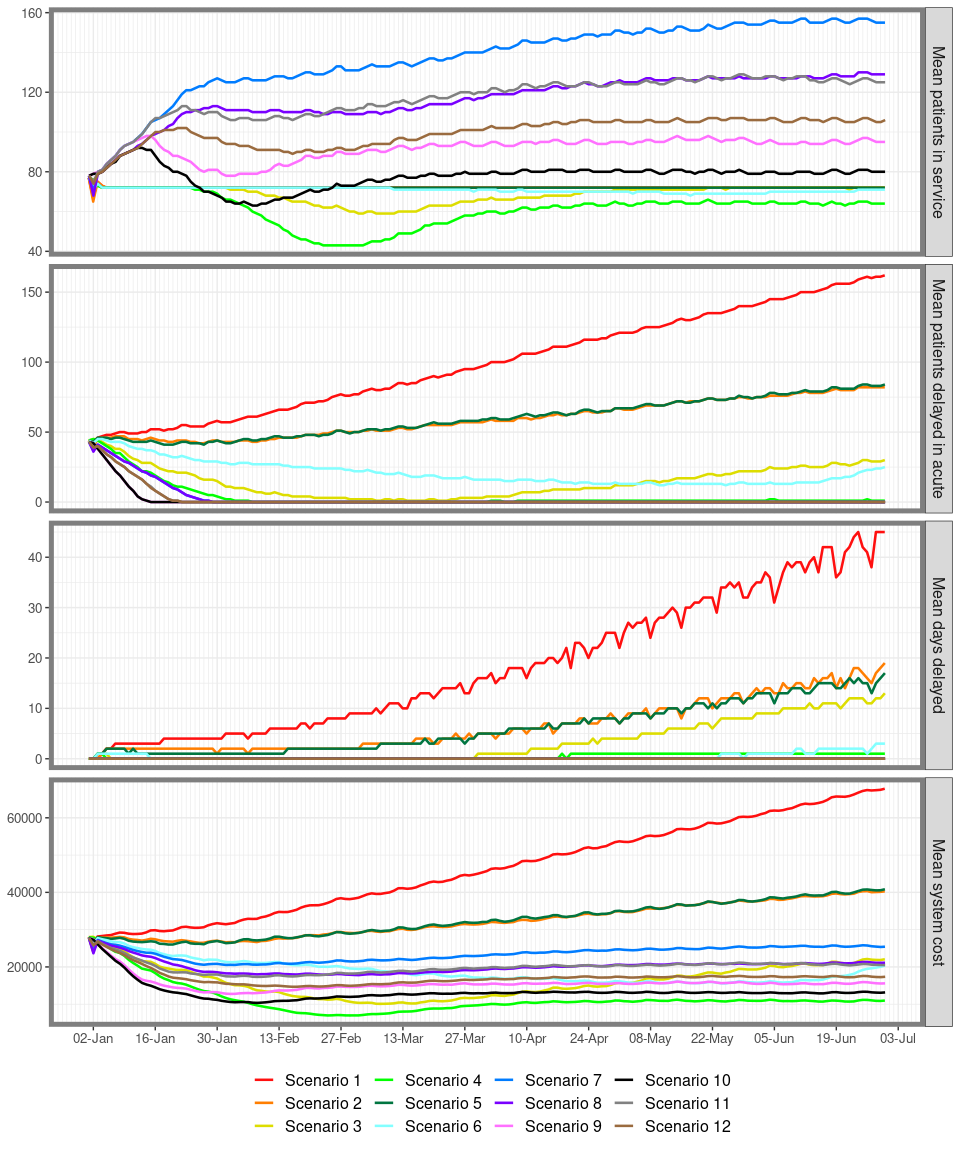 160
120
80
40
Mean patients in service
150
100
50
0
Mean patients delayed in acute
40
30
20
10
0
Mean days delayed
60000
40000
20000
Mean system cost
02-Jan 16-Jan 30-Jan 13-Feb 27-Feb 13-Mar 27-Mar 10-Apr 24-Apr 08-May 22-May 05-Jun 19-Jun 03-Jul
Scenario 1 Scenario 4 Scenario 7 Scenario 10
Scenario 2 Scenario 5 Scenario 8 Scenario 11
Scenario 3 Scenario 6 Scenario 9 Scenario 12